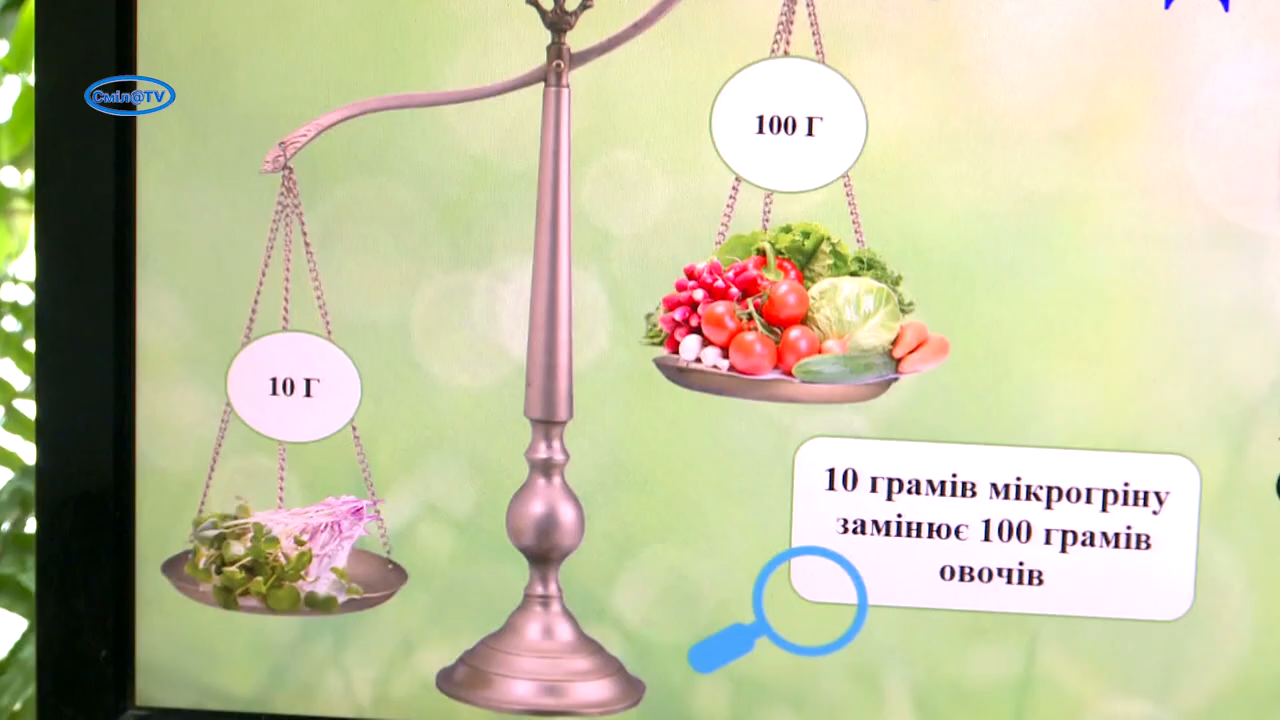 Сміл@TV
100 Г
10 Г
10 грамів мікрогріну
замінює 100 грамів
овочів